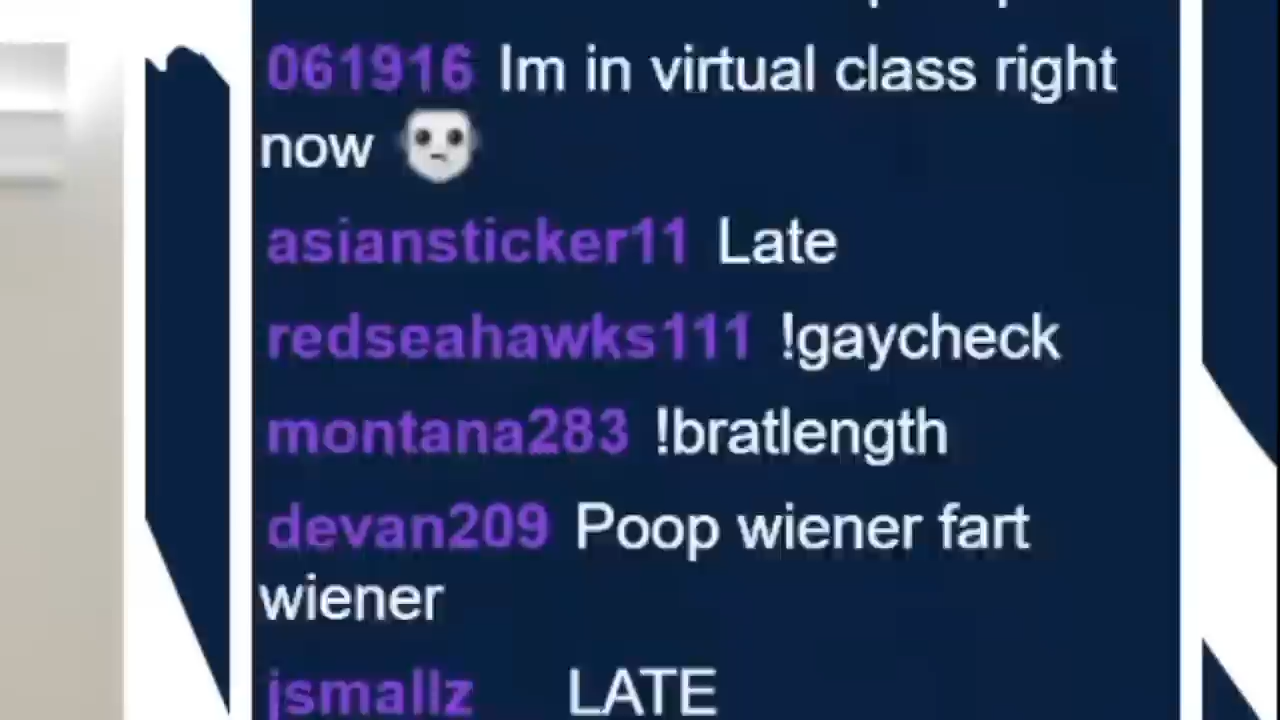 061916 Im in virtual class right
now
asiansticker11 Late
redseahawks111 !gaycheck
montana283 !bratlength
devan209 Poop wiener fart
wiener
jsmallz LATE